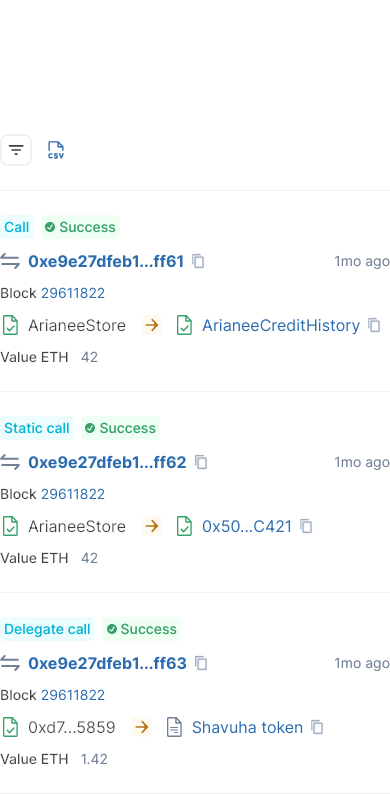 CSV
Call Success
0xe9e27dfeb1...ff61 1mo ago
Block 29611822
ArianeeStore ArianeeCreditHistory
Value ETH 42
Static call Success
0xe9e27dfeb1...ff62 1mo ago
Block 29611822
ArianeeStore 0x50...C421
Value ETH 42
Delegate call Success
0xe9e27dfeb1...ff63 1mo ago
Block 29611822
0xd7...5859 Shavuha token
Value ETH 1.42